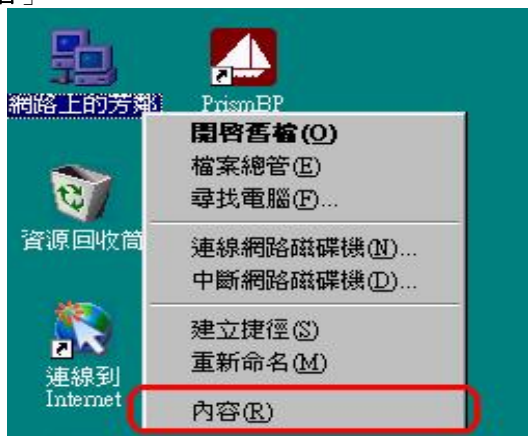 網路上的芳鄰
PrismBP
開啓舊檔(O)
檔案總管(E)
尋找電腦(F)...
資源回收筒
連線網路磁碟機(N)...
中斷網路磁碟機(D)...
建立捷徑(S)
重新命名(M)
連線到
Internet
內容(R)